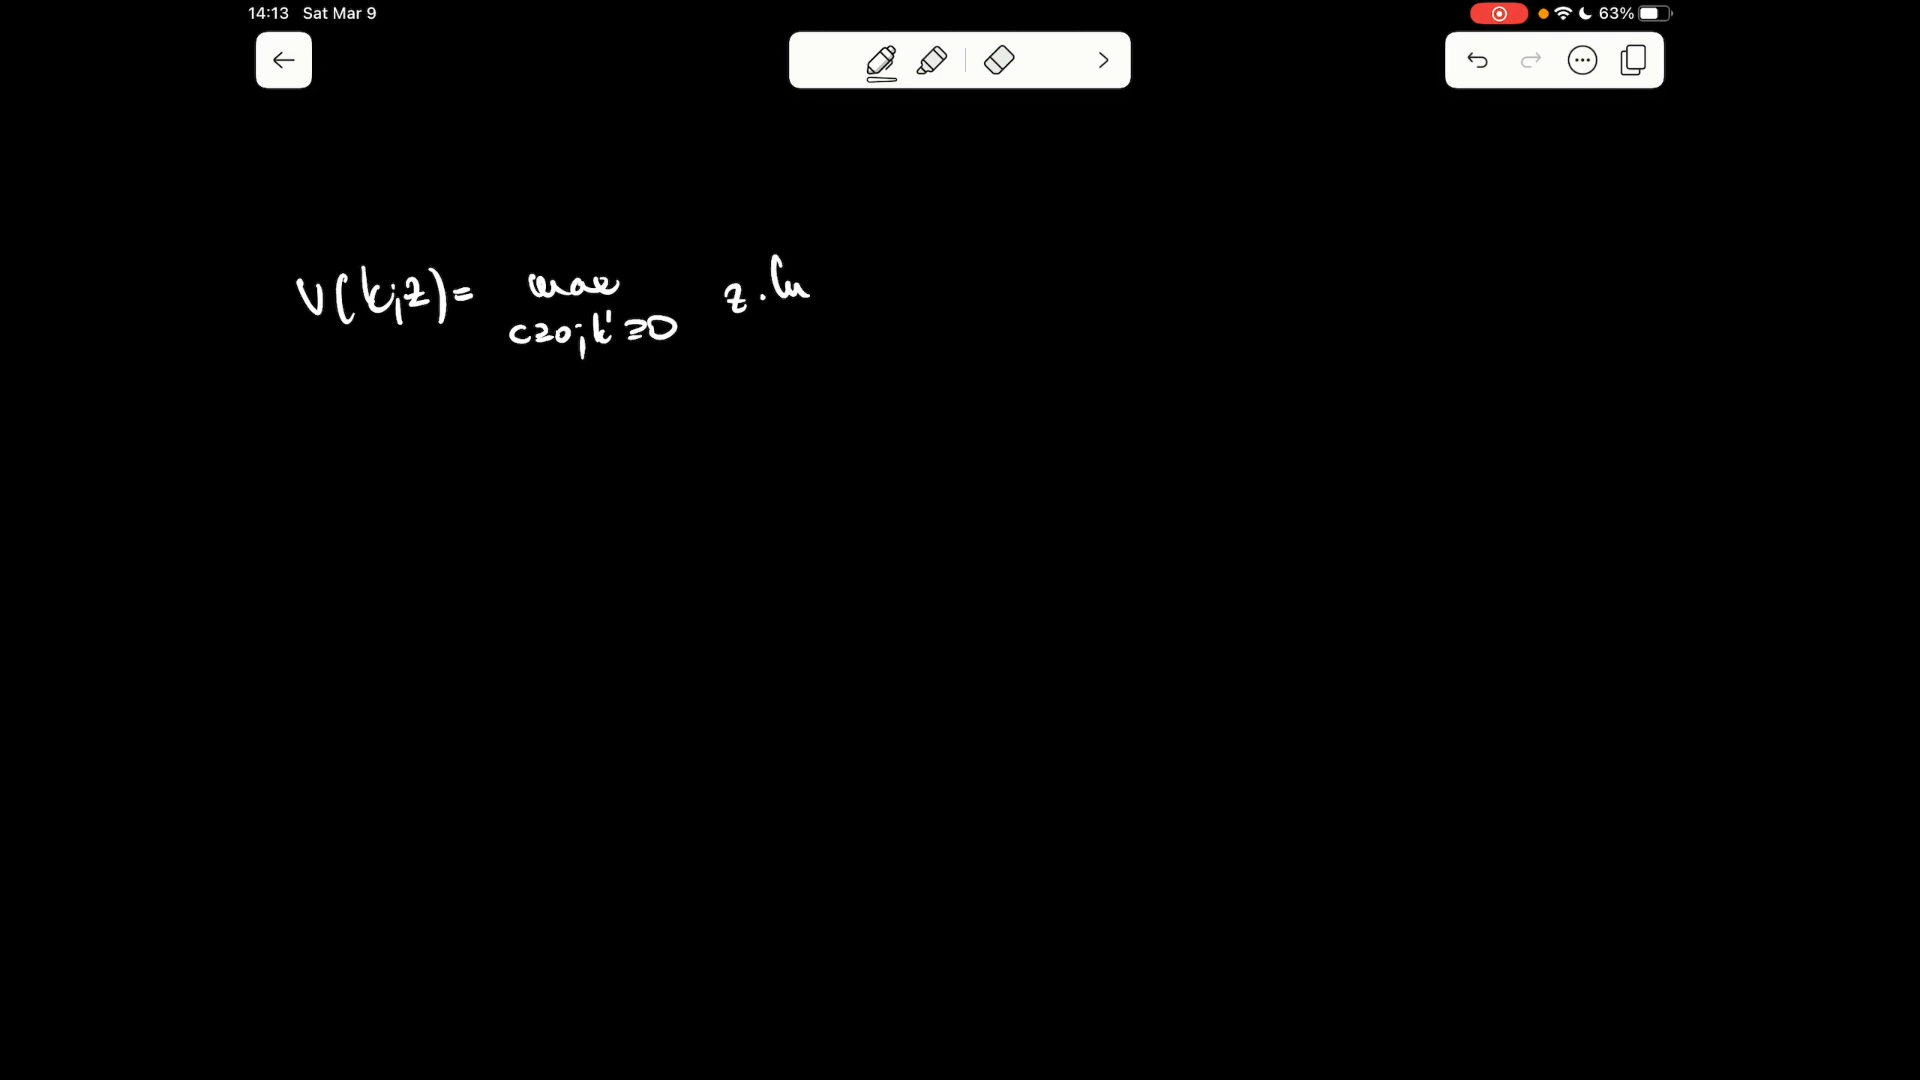 14:13 Sat Mar 9 63%
V(k,z) = max z . ln
c≥0; k' ≥0